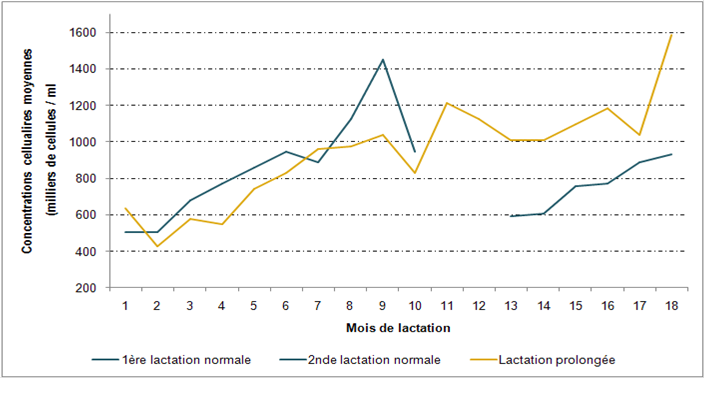 Concentrations cellualires moyennes
(milliers de cellules / ml)
1600
1400
1200
1000
800
600
400
200
1 2 3 4 5 6 7 8 9 10 11 12 13 14 15 16 17 18
Mois de lactation
1ère lactation normale 2nde lactation normale Lactation prolongée